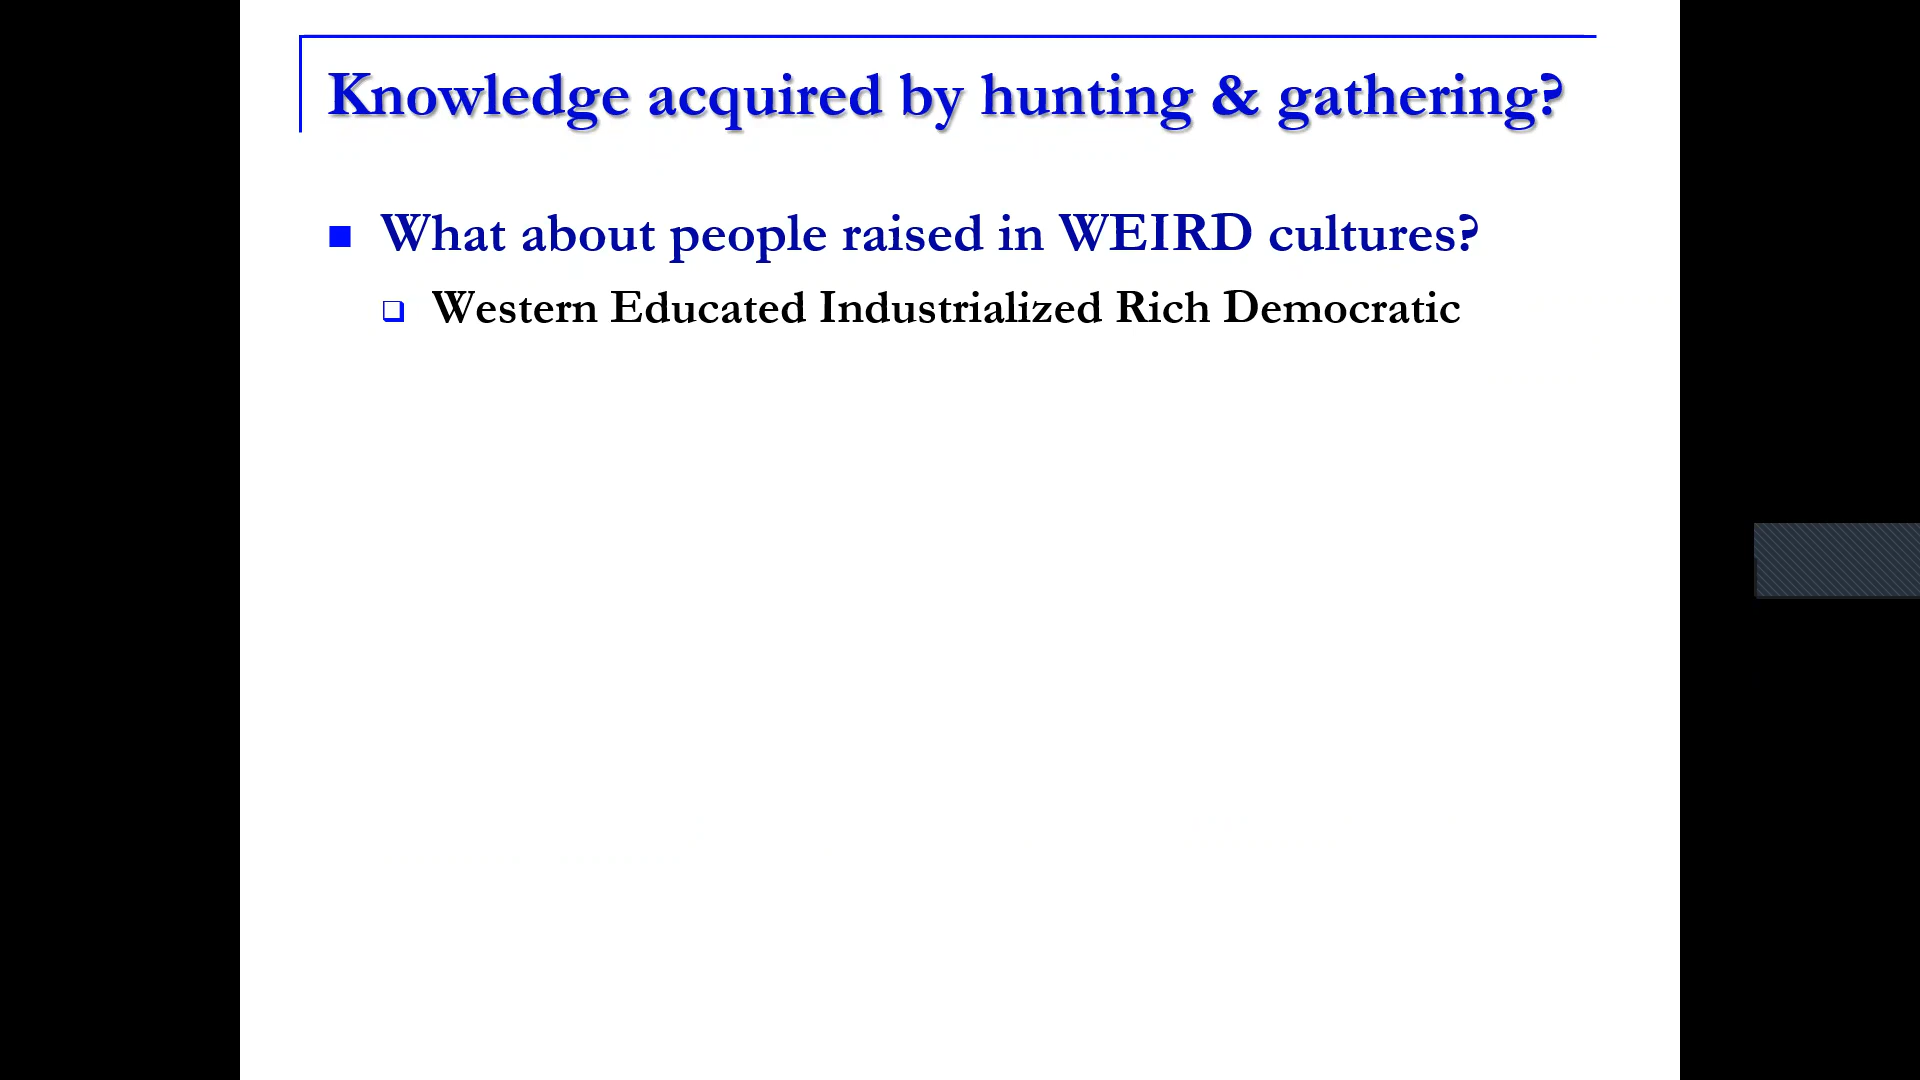 Knowledge acquired by hunting & gathering?
What about people raised in WEIRD cultures?
Western Educated Industrialized Rich Democratic